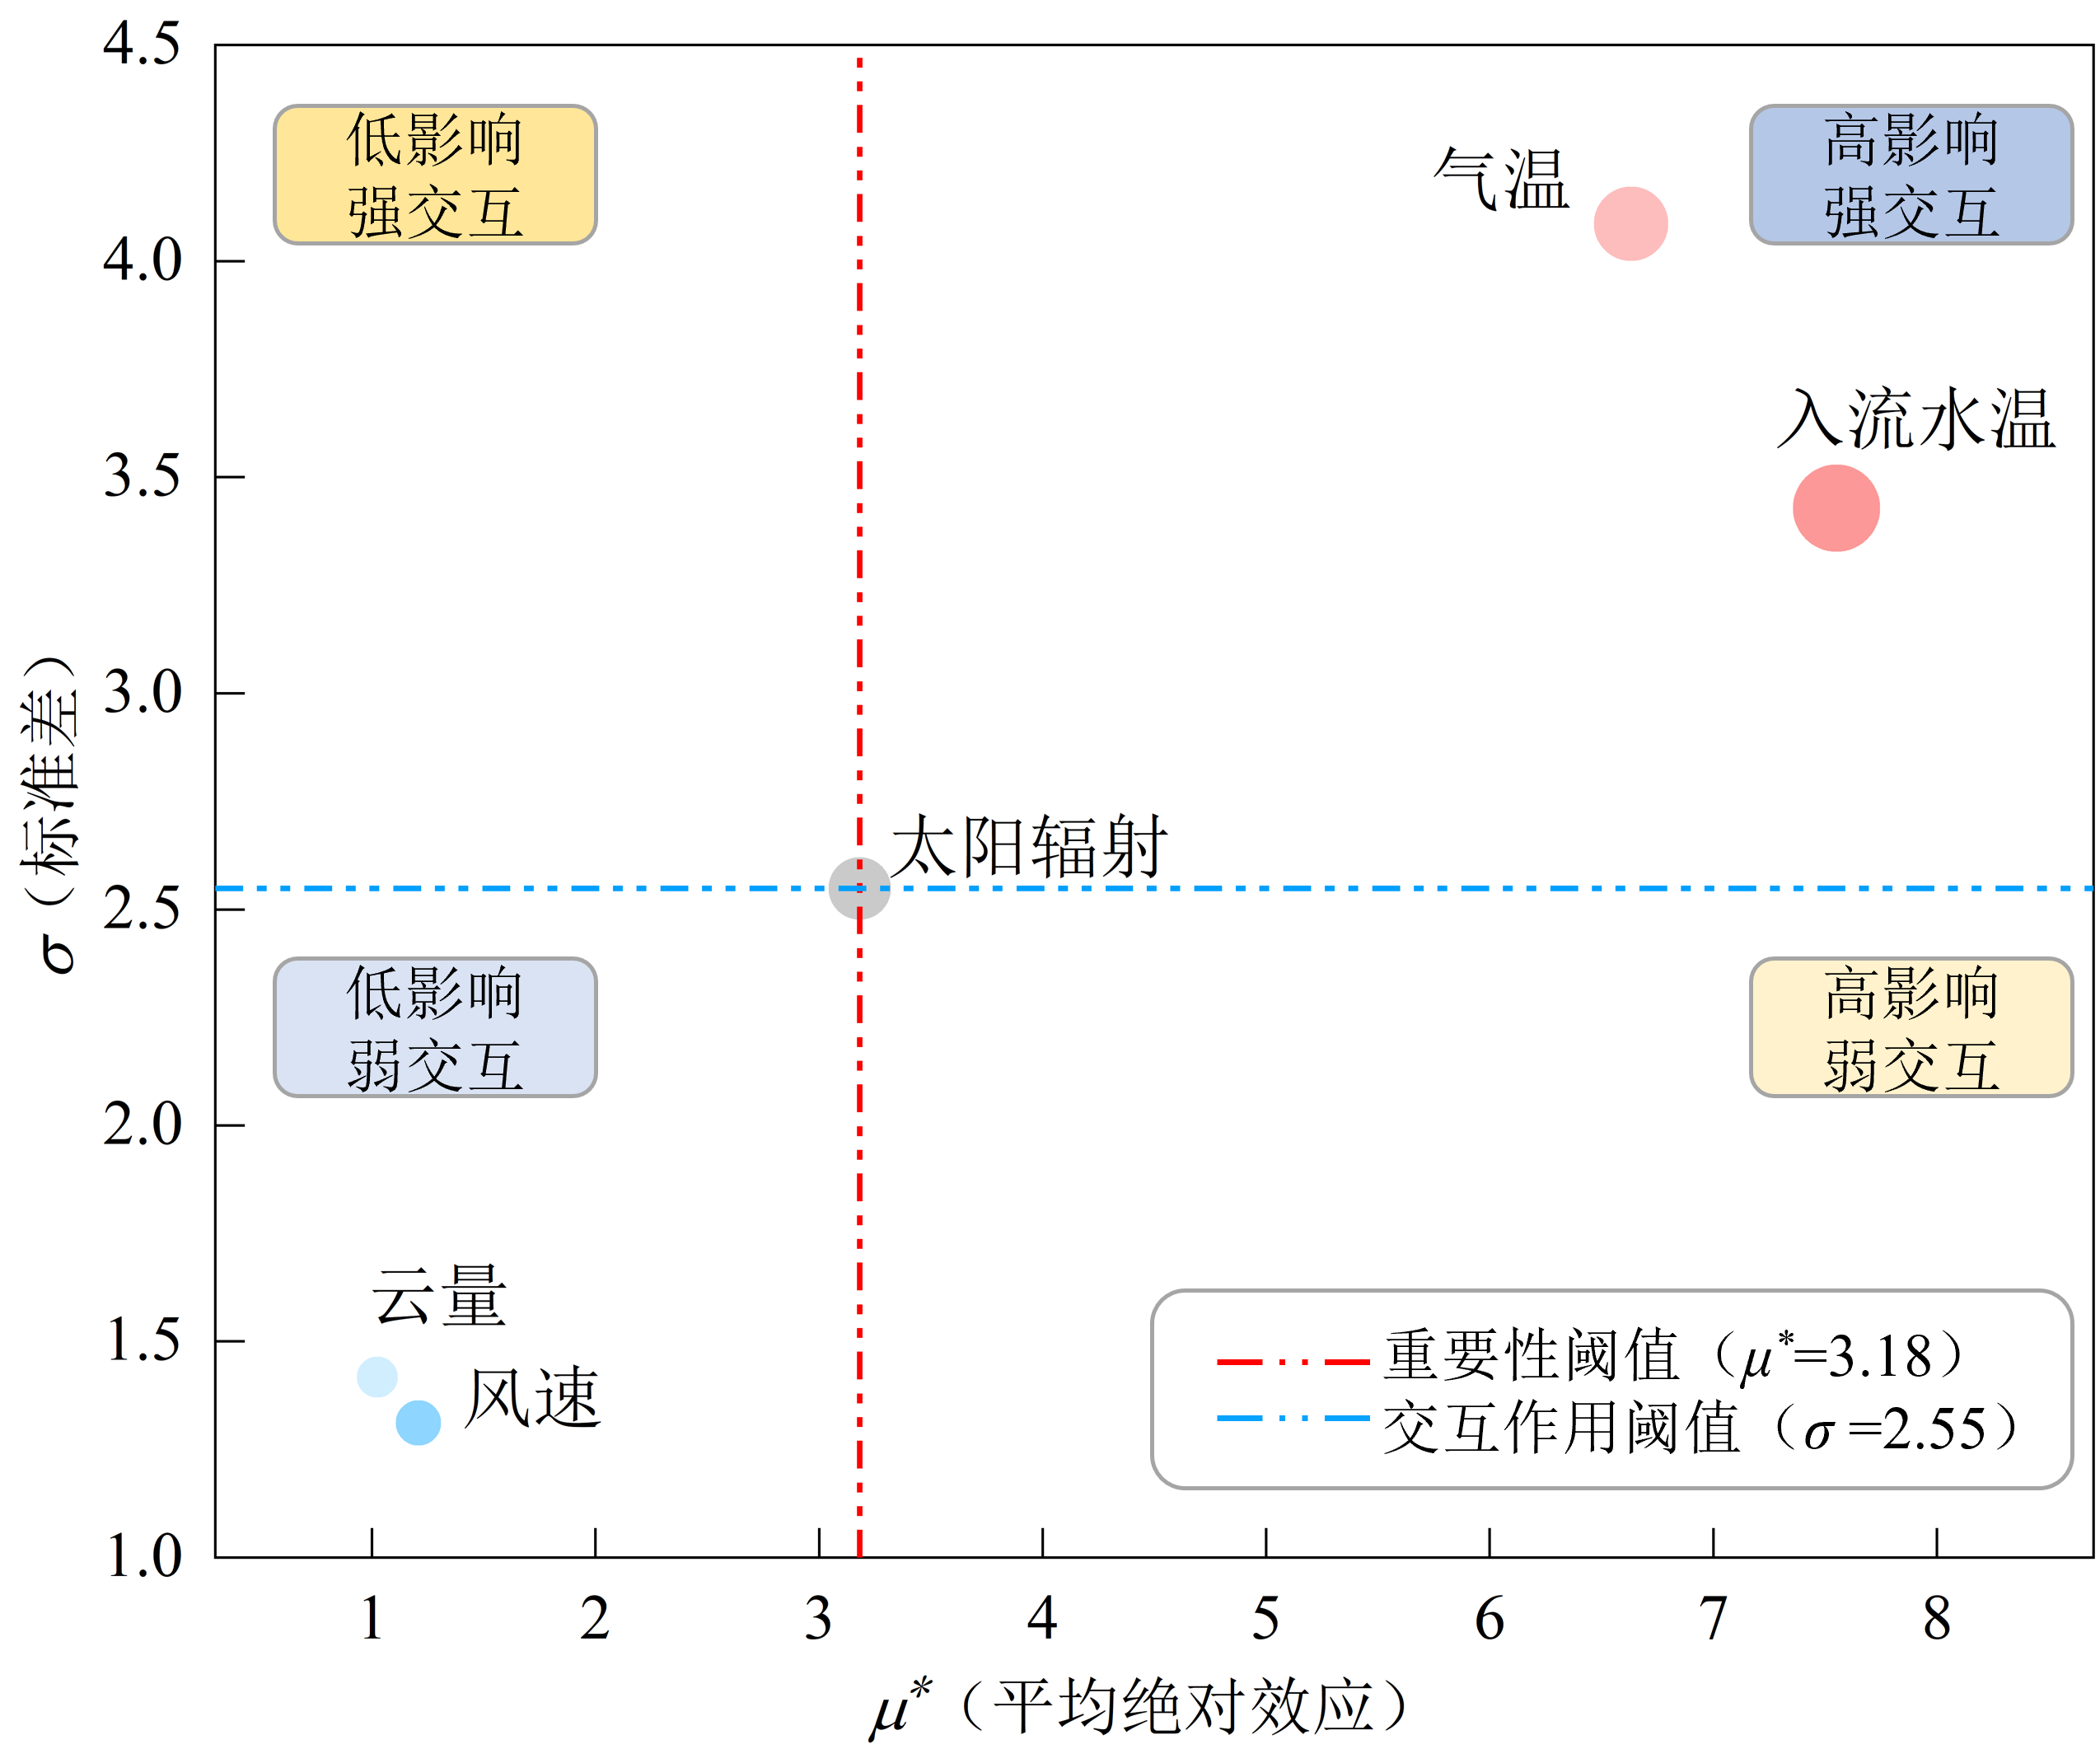 4.5
低影响
强交互
高影响
强交互
气温
4.0
入流水温
3.5
3.0
σ（标准差）
太阳辐射
2.5
低影响
弱交互
高影响
弱交互
2.0
云量
1.5
风速
重要性阈值（μ*=3.18）
交互作用阈值（σ =2.55）
1.0
1 2 3 4 5 6 7 8
μ*（平均绝对效应）